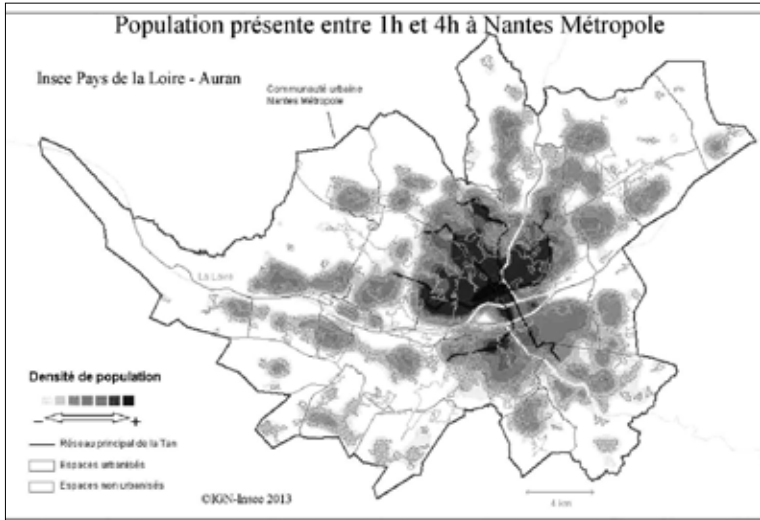 Population présente entre 1h et 4h à Nantes Métropole
Insee Pays de la Loire - Auran
Communauté urbaine
Nantes Métropole
La Loire
Densité de population
– +
Réseau principal de la Tan
Espaces urbanisés
Espaces non urbanisés
©IGN-Insee 2013
4 km